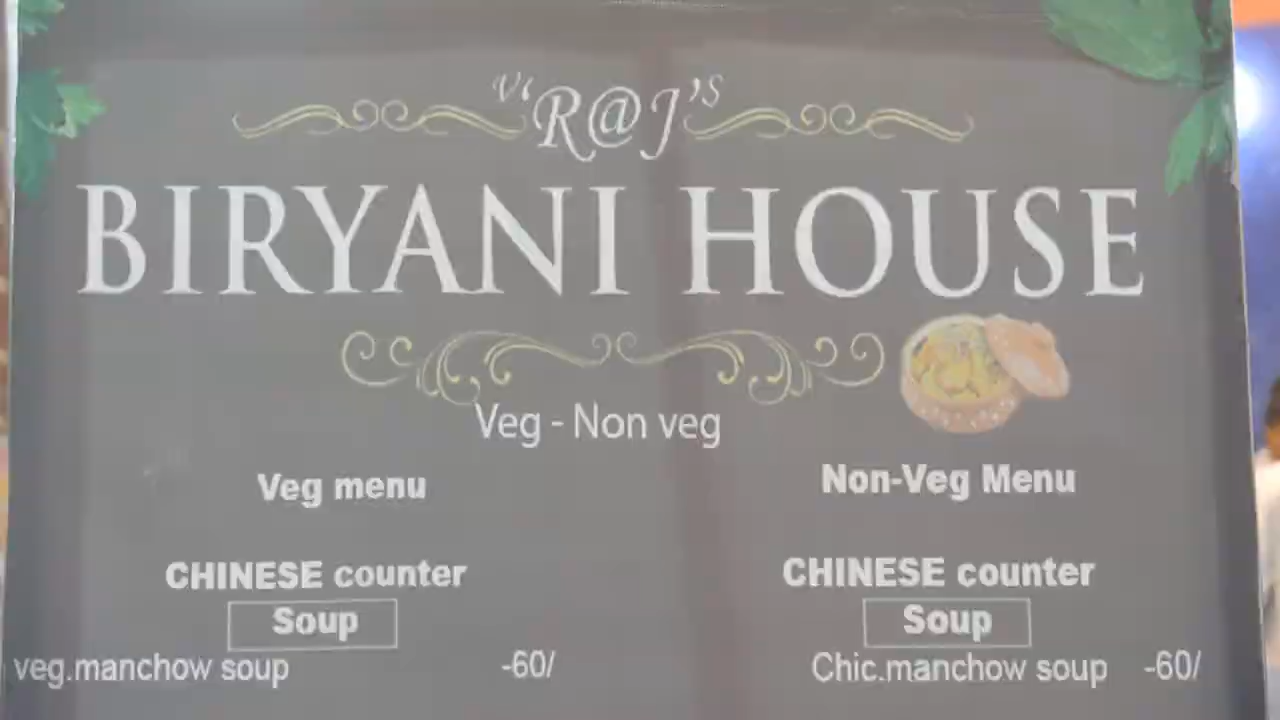 V'R@J's
BIRYANI HOUSE
Veg - Non veg
Veg menu
CHINESE counter
Soup
veg.manchow soup -60/
Non-Veg Menu
CHINESE counter
Soup
Chic.manchow soup -60/